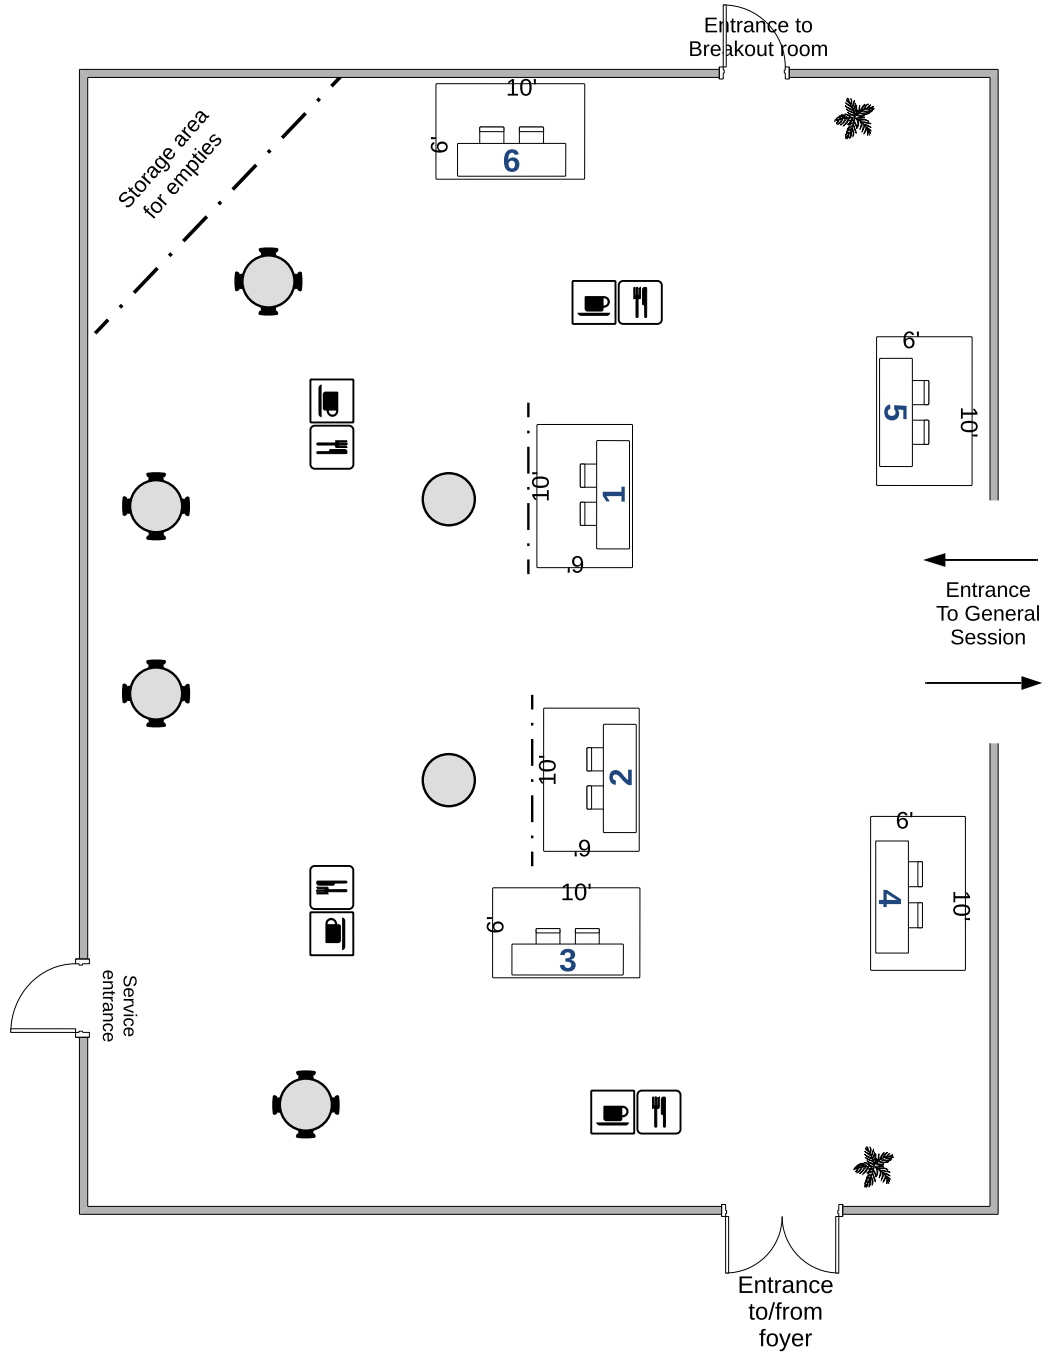 Entrance to
Breakout room
Storage area
for empties
10'
6'
6
6'
5
10'
10'
1
6'
Entrance
To General
Session
10'
2
6'
10'
6'
3
6'
4
10'
Service
entrance
Entrance
to/from
foyer